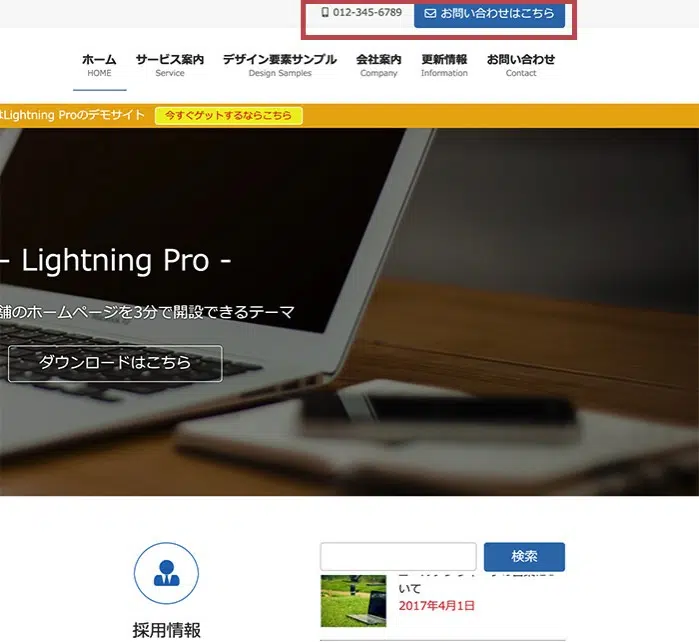 012-345-6789 お問い合わせはこちら
ホーム サービス案内 デザイン要素サンプル 会社案内 更新情報 お問い合わせ
HOME Service Design Samples Company Information Contact
Lightning Proのデモサイト 今すぐゲットするならこちら
- Lightning Pro -
舗のホームページを3分で開設できるテーマ
ダウンロードはこちら
検索
いて
2017年4月1日
採用情報